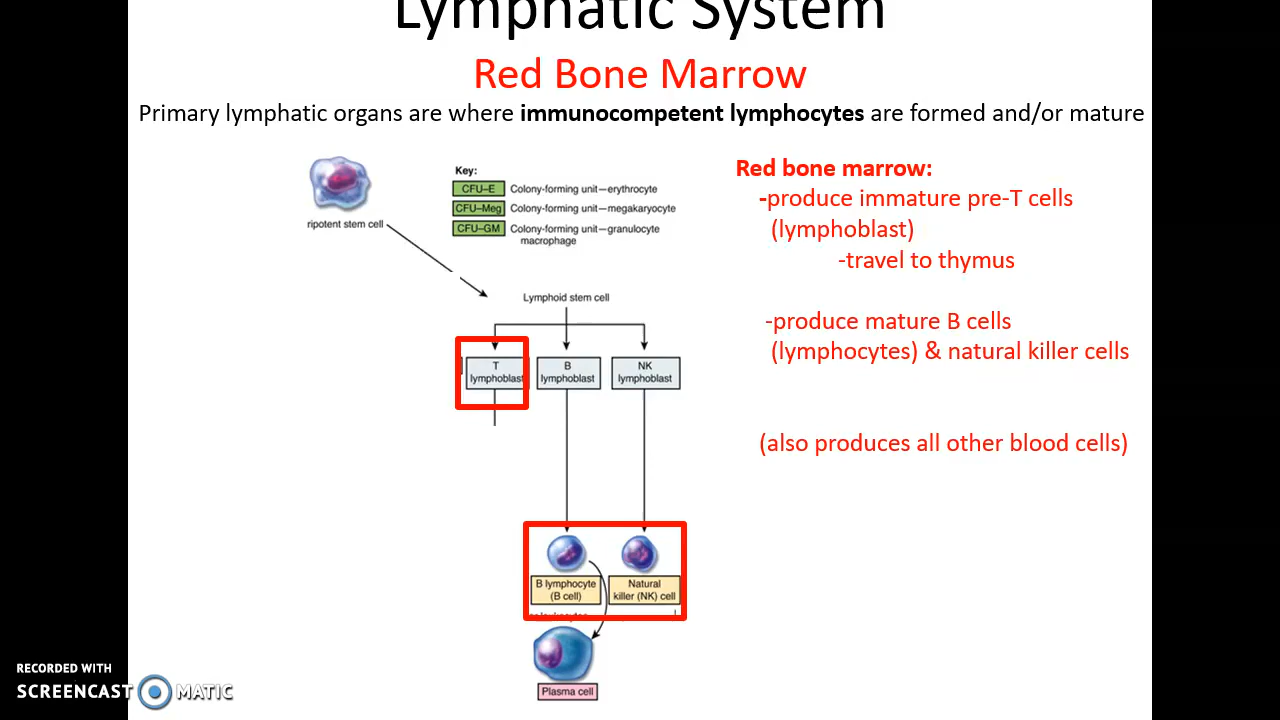 Lymphatic System
Red Bone Marrow
Primary lymphatic organs are where immunocompetent lymphocytes are formed and/or mature
Key:
CFU–E Colony-forming unit—erythrocyte
CFU–Meg Colony-forming unit—megakaryocyte
CFU–GM Colony-forming unit—granulocyte
macrophage
ripotent stem cell
Lymphoid stem cell
T
lymphoblast
B
lymphoblast
NK
lymphoblast
B lymphocyte
(B cell)
Natural
killer (NK) cell
Plasma cell
Red bone marrow:
-produce immature pre-T cells
(lymphoblast)
-travel to thymus
-produce mature B cells
(lymphocytes) & natural killer cells
(also produces all other blood cells)
RECORDED WITH
SCREENCAST MATIC